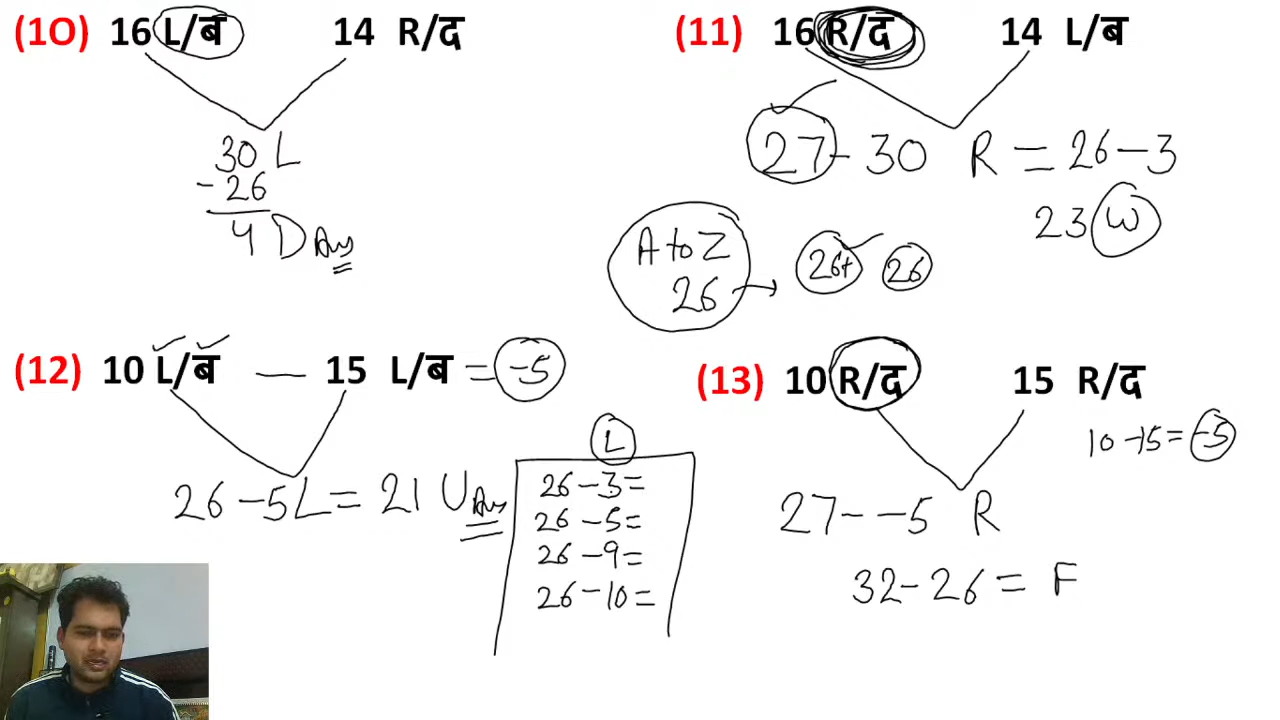 (10) 16 L/ब 14 R/द
30 L
- 26
4 D Ans
(11) 16 R/द 14 L/ब
27 - 30 R = 26 - 3
23 W
A to Z
26 → 26+ 26
(12) 10 L/ब — 15 L/ब = -5
26 - 5 L = 21 U Ans
L
26 - 3 =
26 - 5 =
26 - 9 =
26 - 10 =
(13) 10 R/द 15 R/द
10 - 15 = -5
27 - -5 R
32 - 26 = F